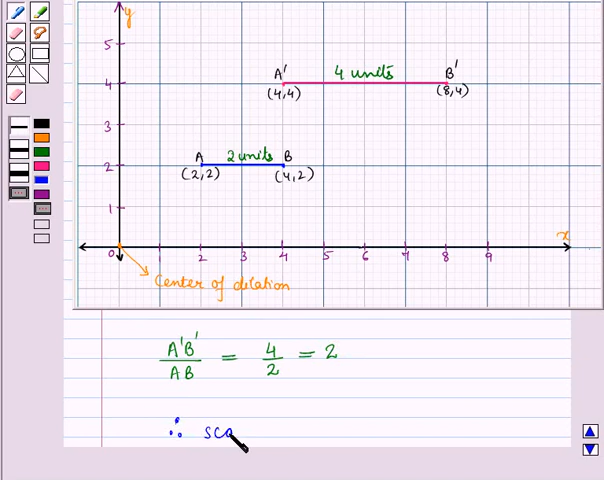 y
5
A' 4 units B'
4
(4,4) (8,4)
3
A 2 units B
2
(2,2) (4,2)
1
x
0 1 2 3 4 5 6 7 8 9
Center of dilation
A'B' / AB = 4 / 2 = 2
∴ sca